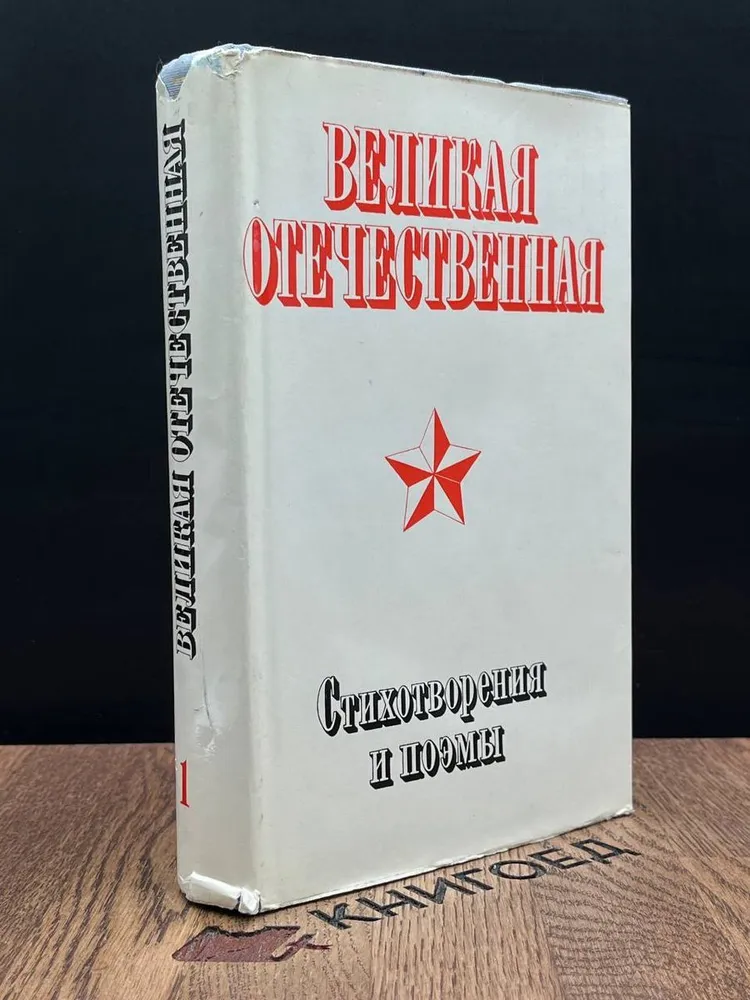 ВЕЛИКАЯ ОТЕЧЕСТВЕННАЯ
1
ВЕЛИКАЯ
ОТЕЧЕСТВЕННАЯ
Стихотворения
и поэмы
КНИГОЕД